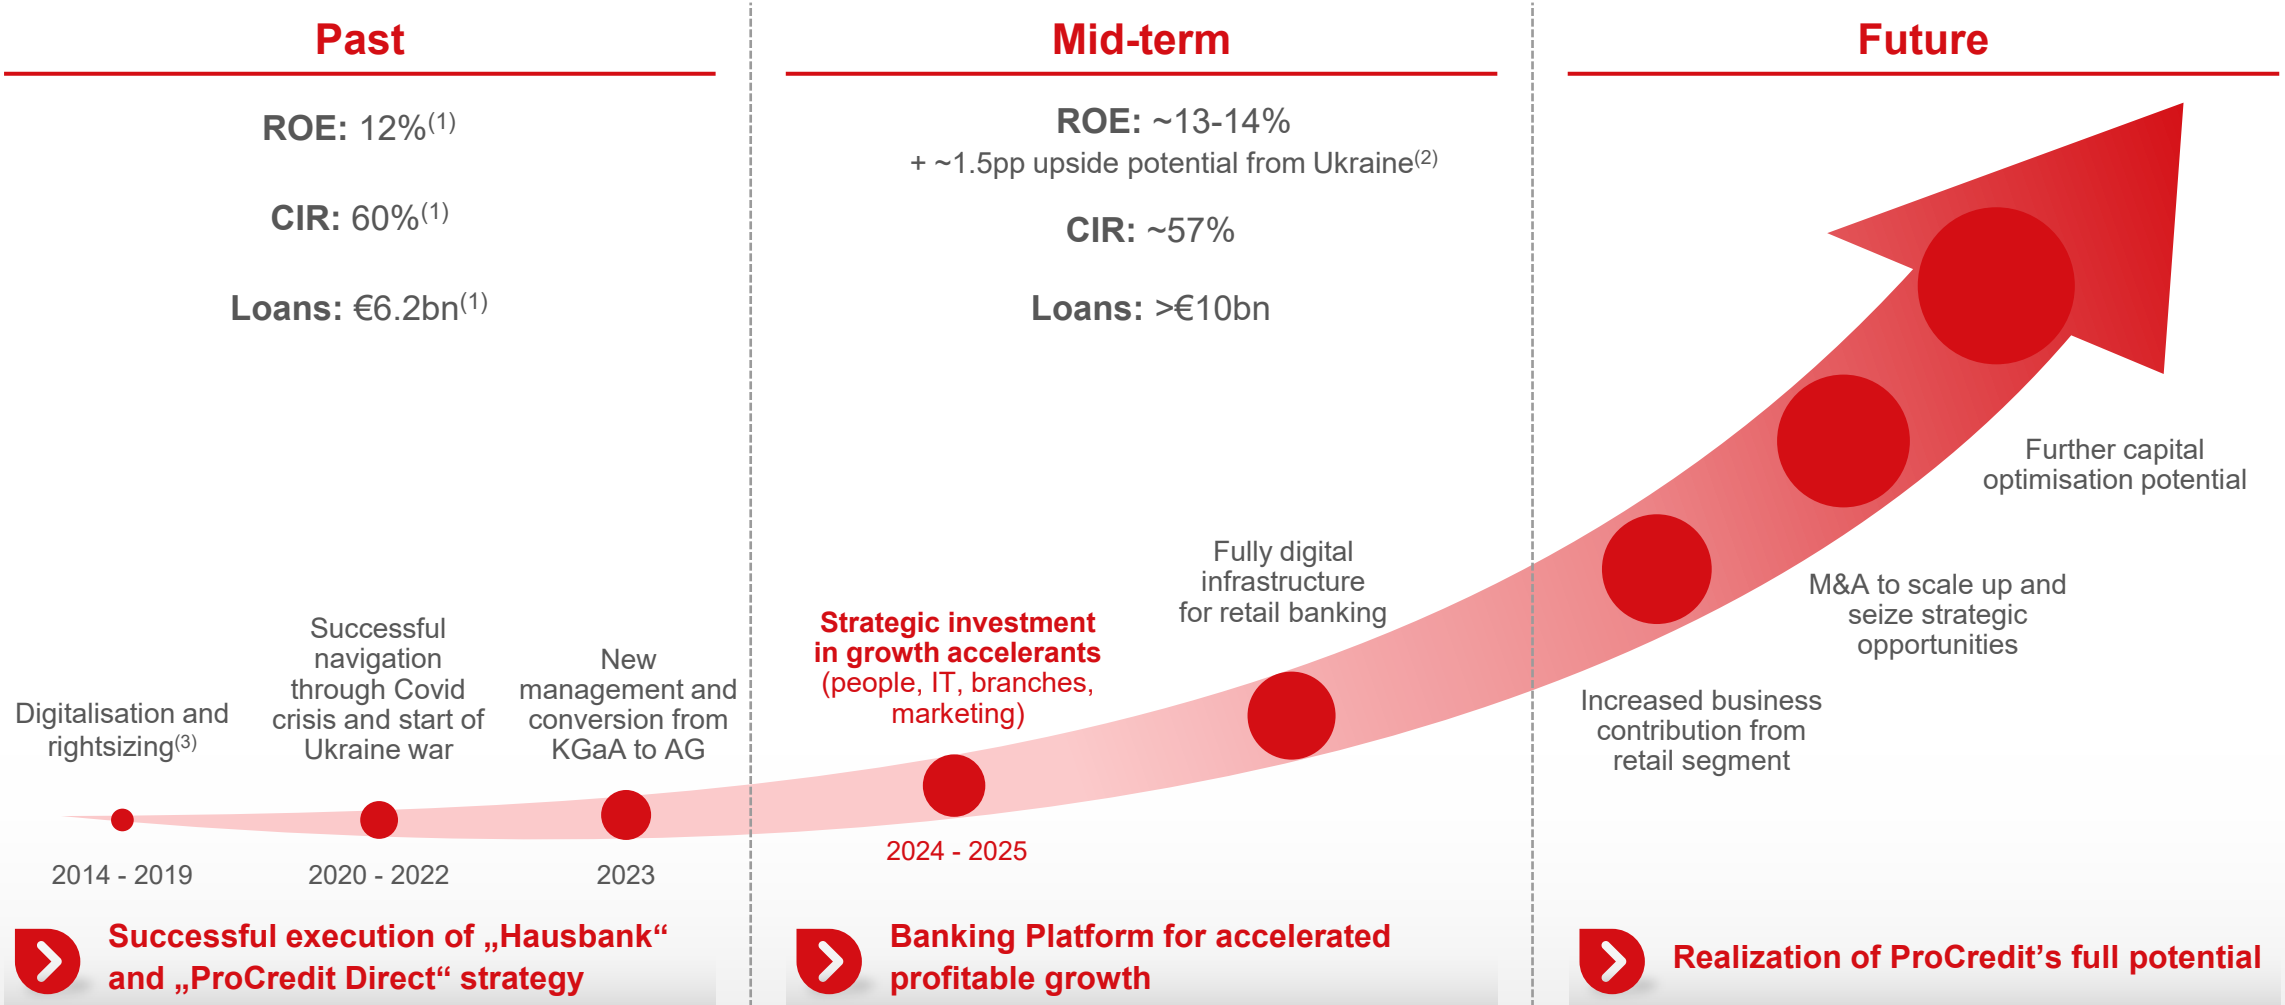 Past
ROE: 12%(1)
CIR: 60%(1)
Loans: €6.2bn(1)
Digitalisation and
rightsizing(3)
2014 - 2019
Successful
navigation
through Covid
crisis and start of
Ukraine war
2020 - 2022
New
management and
conversion from
KGaA to AG
2023
Successful execution of „Hausbank“
and „ProCredit Direct“ strategy
Mid-term
ROE: ~13-14%
+ ~1.5pp upside potential from Ukraine(2)
CIR: ~57%
Loans: >€10bn
Strategic investment
in growth accelerants
(people, IT, branches,
marketing)
2024 - 2025
Fully digital
infrastructure
for retail banking
Banking Platform for accelerated
profitable growth
Future
Increased business
contribution from
retail segment
M&A to scale up and
seize strategic
opportunities
Further capital
optimisation potential
Realization of ProCredit’s full potential